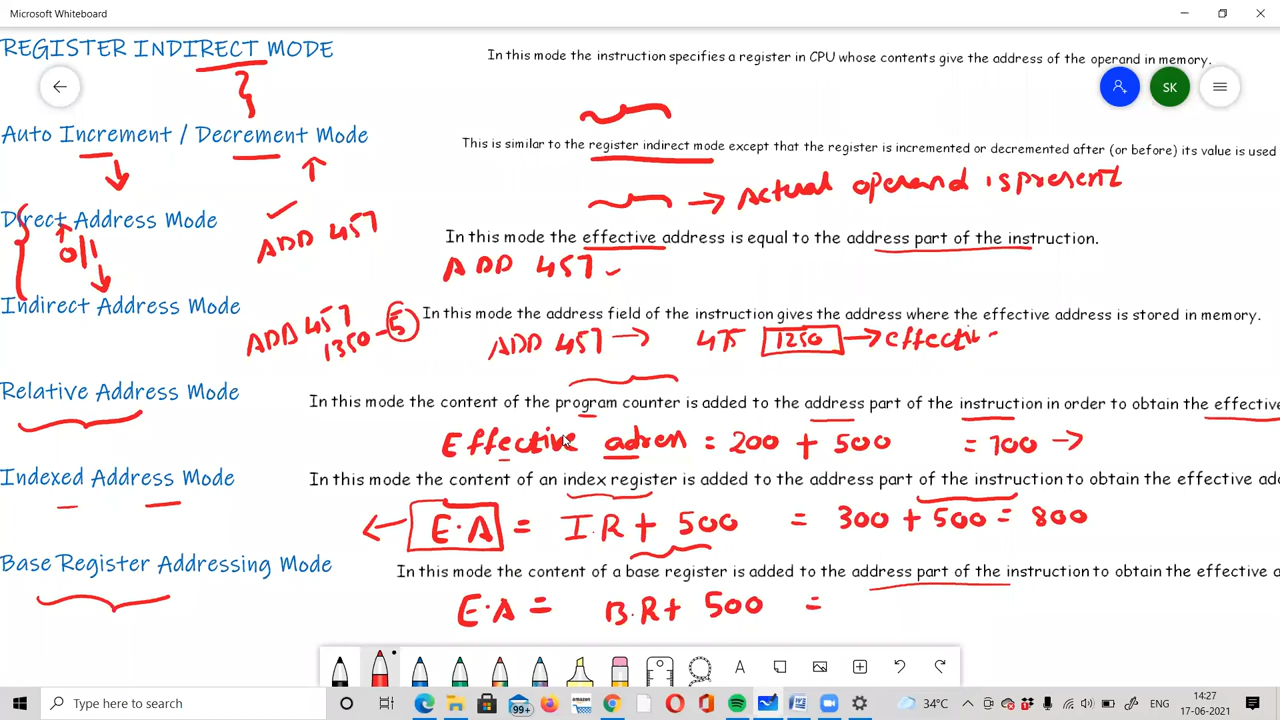 Microsoft Whiteboard
REGISTER INDIRECT MODE
In this mode the instruction specifies a register in CPU whose contents give the address of the operand in memory.
SK
Auto Increment / Decrement Mode
This is similar to the register indirect mode except that the register is incremented or decremented after (or before) its value is used
Actual operand is present
Direct Address Mode
0/1
ADD 457
In this mode the effective address is equal to the address part of the instruction.
ADD 457
Indirect Address Mode
ADD 457
1350 - 5
In this mode the address field of the instruction gives the address where the effective address is stored in memory.
ADD 457 → 475 1250 → effecti
Relative Address Mode
In this mode the content of the program counter is added to the address part of the instruction in order to obtain the effective
Effective adress = 200 + 500 = 700 →
Indexed Address Mode
In this mode the content of an index register is added to the address part of the instruction to obtain the effective add
E.A = I.R + 500 = 300 + 500 = 800
Base Register Addressing Mode
In this mode the content of a base register is added to the address part of the instruction to obtain the effective a
E.A = B.R + 500 =
A
Type here to search
99+
amazon
34°C
14:27
17-06-2021